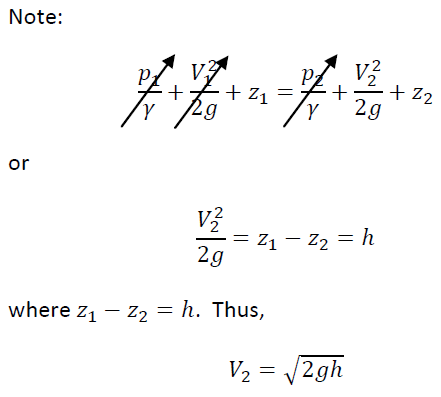 Note:
p₁/γ + V₁²/2g + z₁ = p₂/γ + V₂²/2g + z₂
or
V₂²/2g = z₁ − z₂ = h
where z₁ − z₂ = h. Thus,
V₂ = √2gh